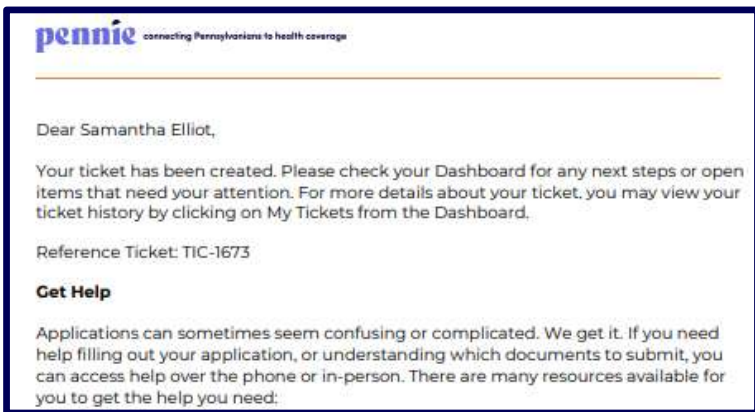 pennie connecting Pennsylvanians to health coverage
Dear Samantha Elliot,
Your ticket has been created. Please check your Dashboard for any next steps or open
items that need your attention. For more details about your ticket, you may view your
ticket history by clicking on My Tickets from the Dashboard.
Reference Ticket: TIC-1673
Get Help
Applications can sometimes seem confusing or complicated. We get it. If you need
help filling out your application, or understanding which documents to submit, you
can access help over the phone or in-person. There are many resources available for
you to get the help you need: